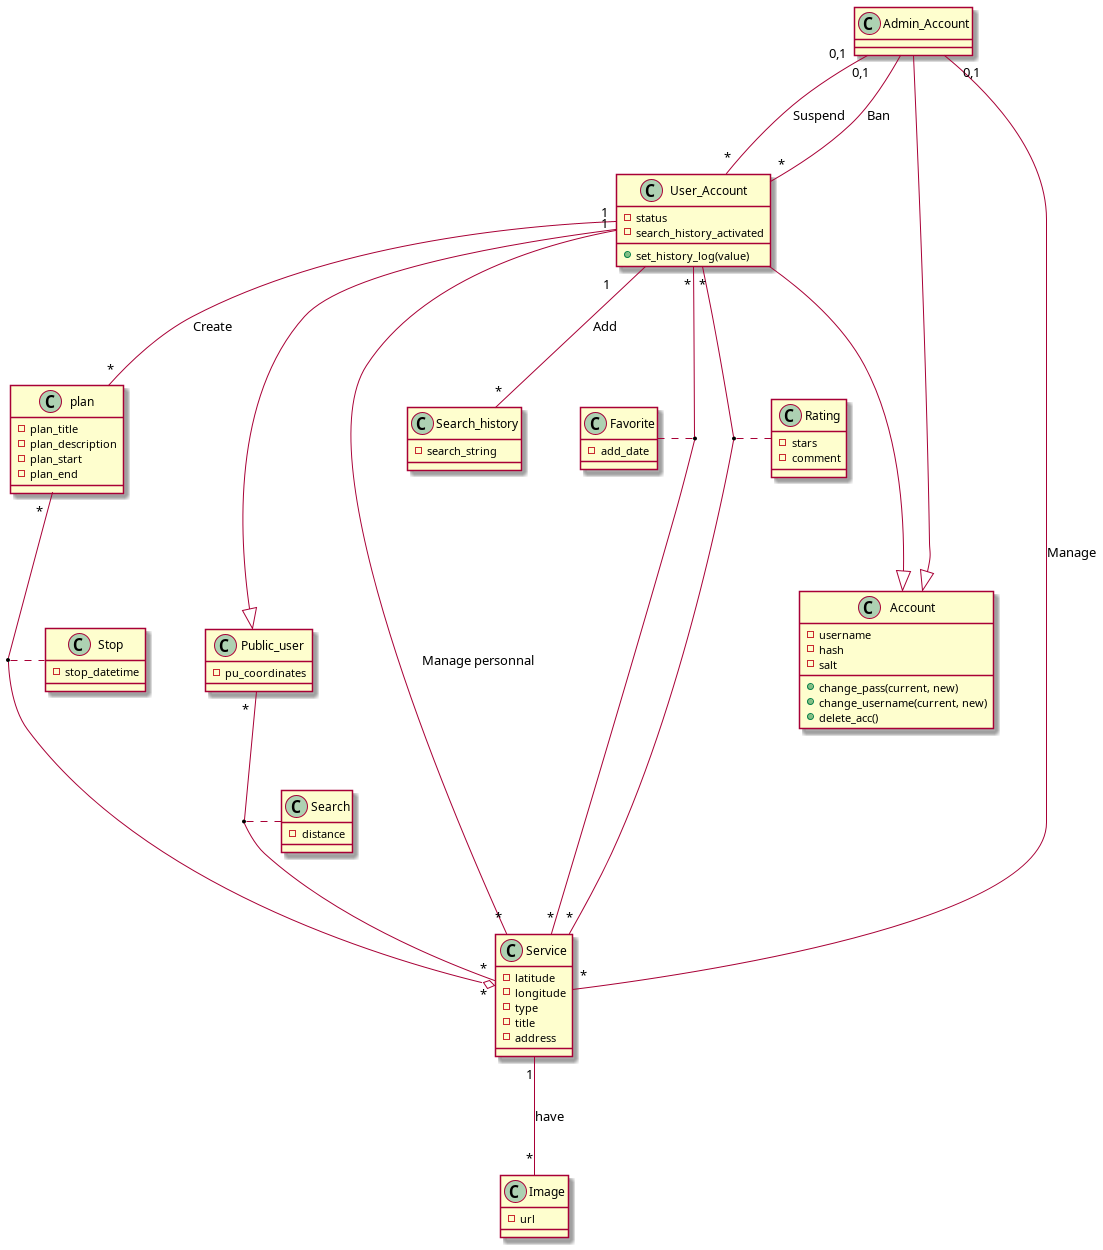 C Admin_Account
0,1
0,1
0,1
Suspend
Ban
*
*
C User_Account
status
search_history_activated
set_history_log(value)
1
1
1
*
*
Create
Add
*
*
C plan
plan_title
plan_description
plan_start
plan_end
C Search_history
search_string
C Favorite
add_date
C Rating
stars
comment
*
Manage
C Account
username
hash
salt
change_pass(current, new)
change_username(current, new)
delete_acc()
C Stop
stop_datetime
C Public_user
pu_coordinates
Manage personnal
*
C Search
distance
*
*
*
*
*
*
C Service
latitude
longitude
type
title
address
1
have
*
C Image
url